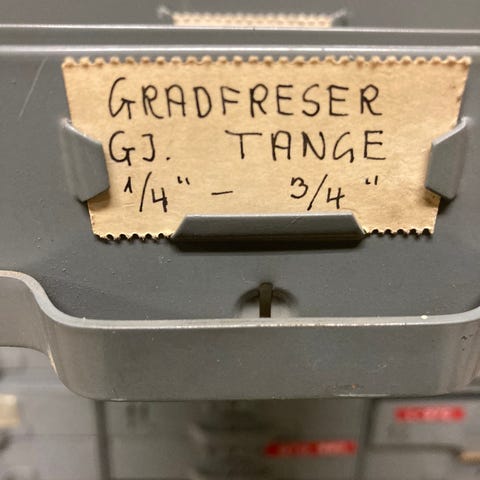 GRADFRESER
GJ. TANGE
1/4" - 3/4"